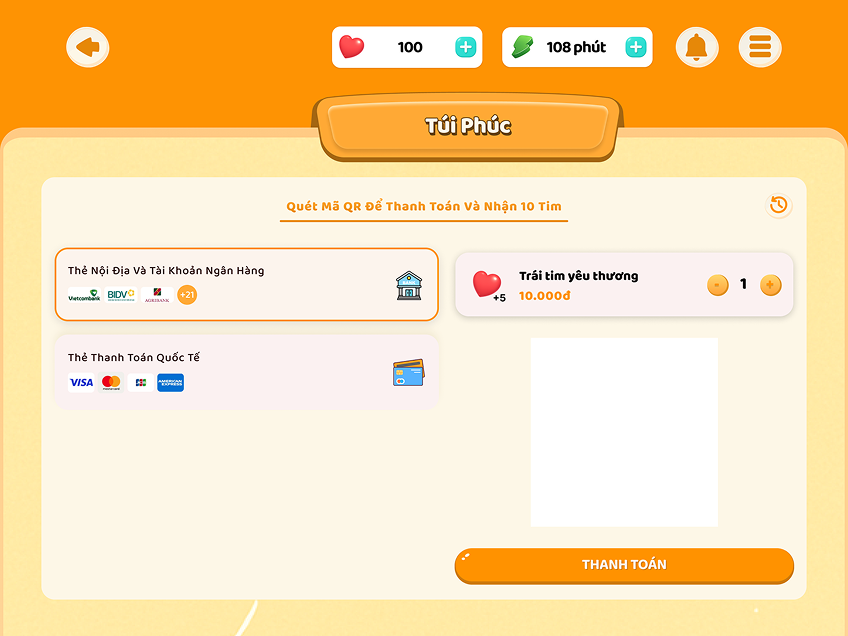 100
108 phút
Túi Phúc
Quét Mã QR Để Thanh Toán Và Nhận 10 Tim
Thẻ Nội Địa Và Tài Khoản Ngân Hàng
Vietcombank BIDV AGRIBANK +21
Thẻ Thanh Toán Quốc Tế
VISA mastercard JCB AMERICAN EXPRESS
+5
Trái tim yêu thương
10.000đ
- 1 +
THANH TOÁN